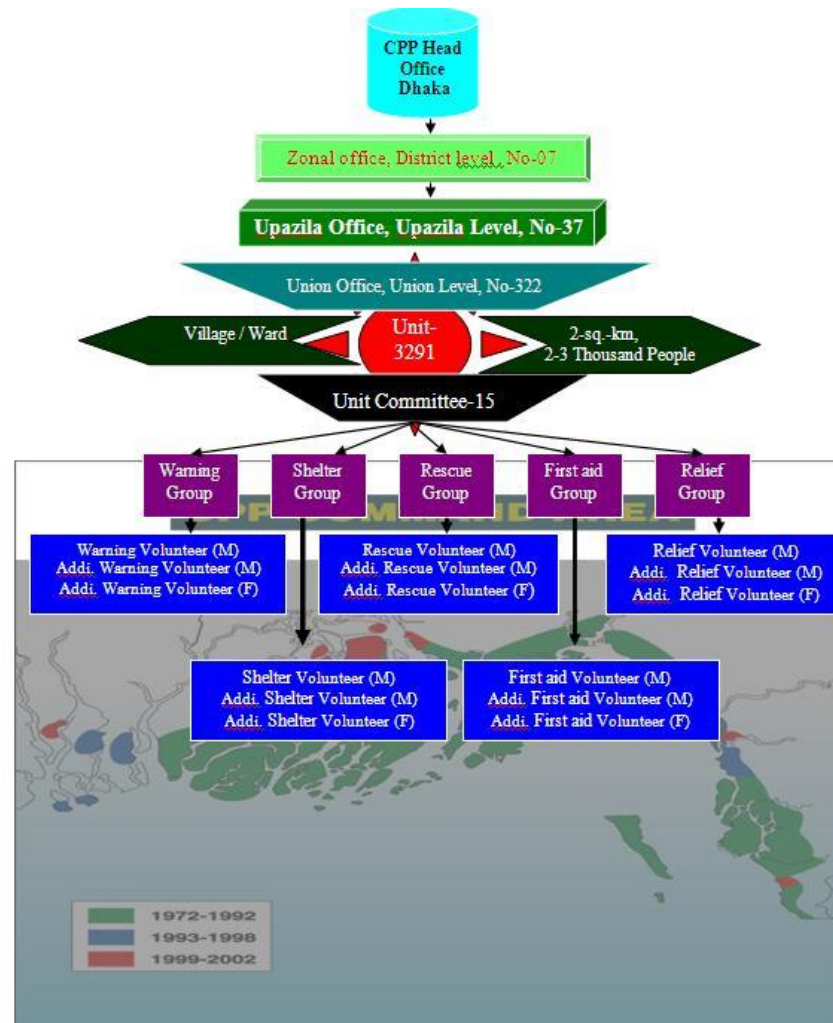 CPP Head
Office
Dhaka
Zonal office, District level , No-07
Upazila Office, Upazila Level, No-37
Union Office, Union Level, No-322
Village / Ward
Unit-
3291
2-sq.-km,
2-3 Thousand People
Unit Committee-15
Warning
Group
Shelter
Group
Rescue
Group
First aid
Group
Relief
Group
CPP COMMAND AREA
Warning Volunteer (M)
Addi. Warning Volunteer (M)
Addi. Warning Volunteer (F)
Rescue Volunteer (M)
Addi. Rescue Volunteer (M)
Addi. Rescue Volunteer (F)
Relief Volunteer (M)
Addi. Relief Volunteer (M)
Addi. Relief Volunteer (F)
Shelter Volunteer (M)
Addi. Shelter Volunteer (M)
Addi. Shelter Volunteer (F)
First aid Volunteer (M)
Addi. First aid Volunteer (M)
Addi. First aid Volunteer (F)
1972-1992
1993-1998
1999-2002